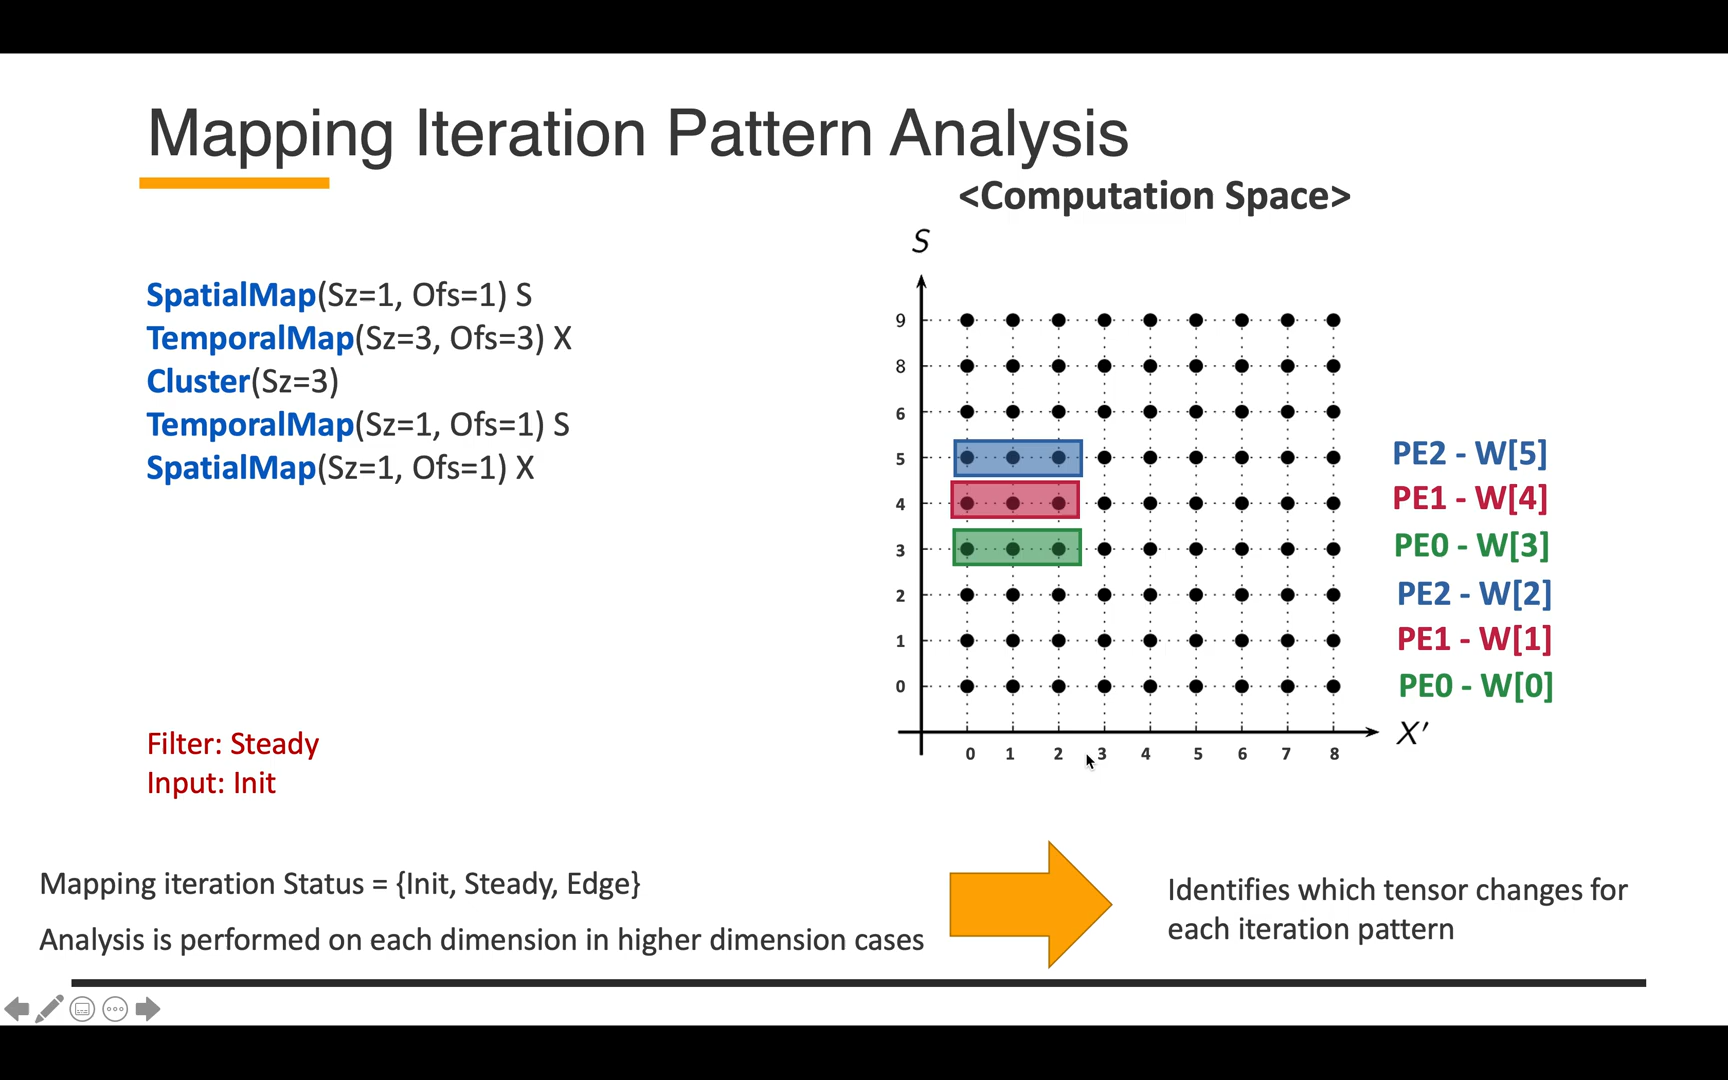 Mapping Iteration Pattern Analysis
<Computation Space>
SpatialMap(Sz=1, Ofs=1) S
TemporalMap(Sz=3, Ofs=3) X
Cluster(Sz=3)
TemporalMap(Sz=1, Ofs=1) S
SpatialMap(Sz=1, Ofs=1) X
S
9
8
6
5
4
3
2
1
0
0 1 2 3 4 5 6 7 8
X'
PE2 - W[5]
PE1 - W[4]
PE0 - W[3]
PE2 - W[2]
PE1 - W[1]
PE0 - W[0]
Filter: Steady
Input: Init
Mapping iteration Status = {Init, Steady, Edge}
Analysis is performed on each dimension in higher dimension cases
Identifies which tensor changes for
each iteration pattern